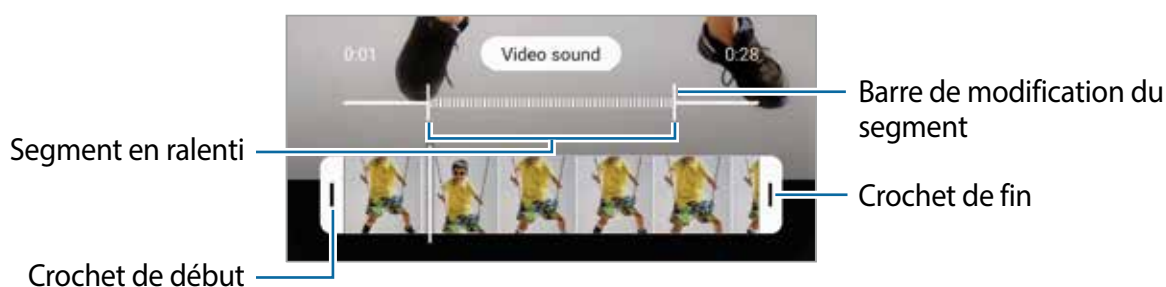 0:01
Video sound
0:28
Barre de modification du
segment
Segment en ralenti
Crochet de fin
Crochet de début